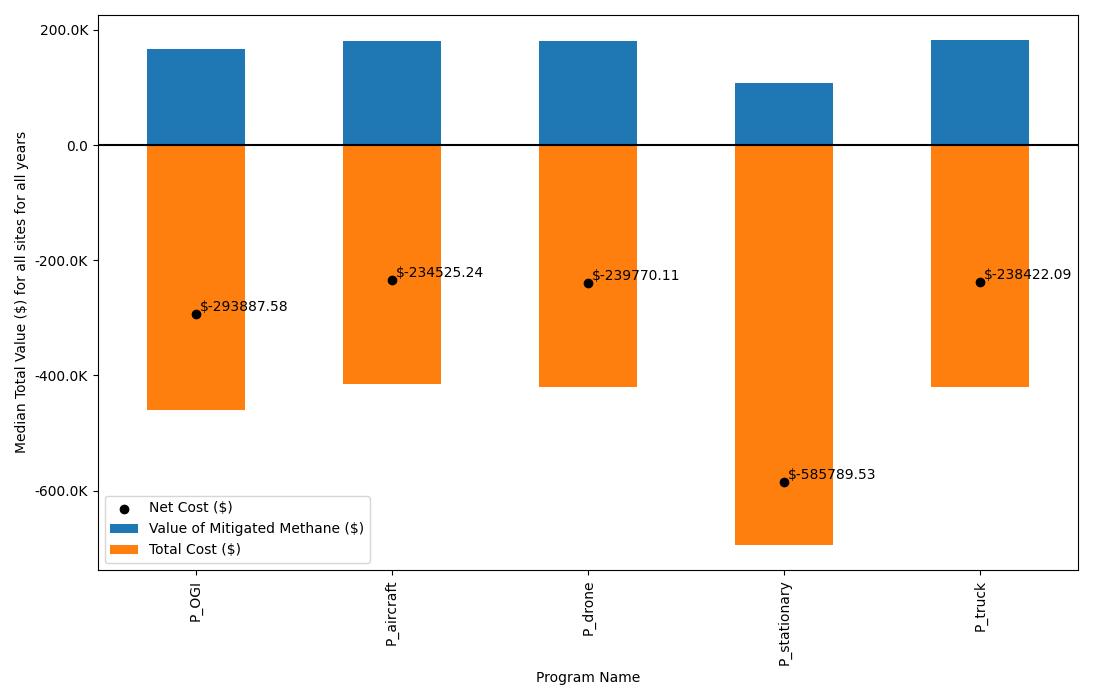 200.0K
0.0
-200.0K
-400.0K
-600.0K
Median Total Value ($) for all sites for all years
$-293887.58
$-234525.24
$-239770.11
$-585789.53
$-238422.09
Net Cost ($)
Value of Mitigated Methane ($)
Total Cost ($)
P_OGI
P_aircraft
P_drone
P_stationary
P_truck
Program Name